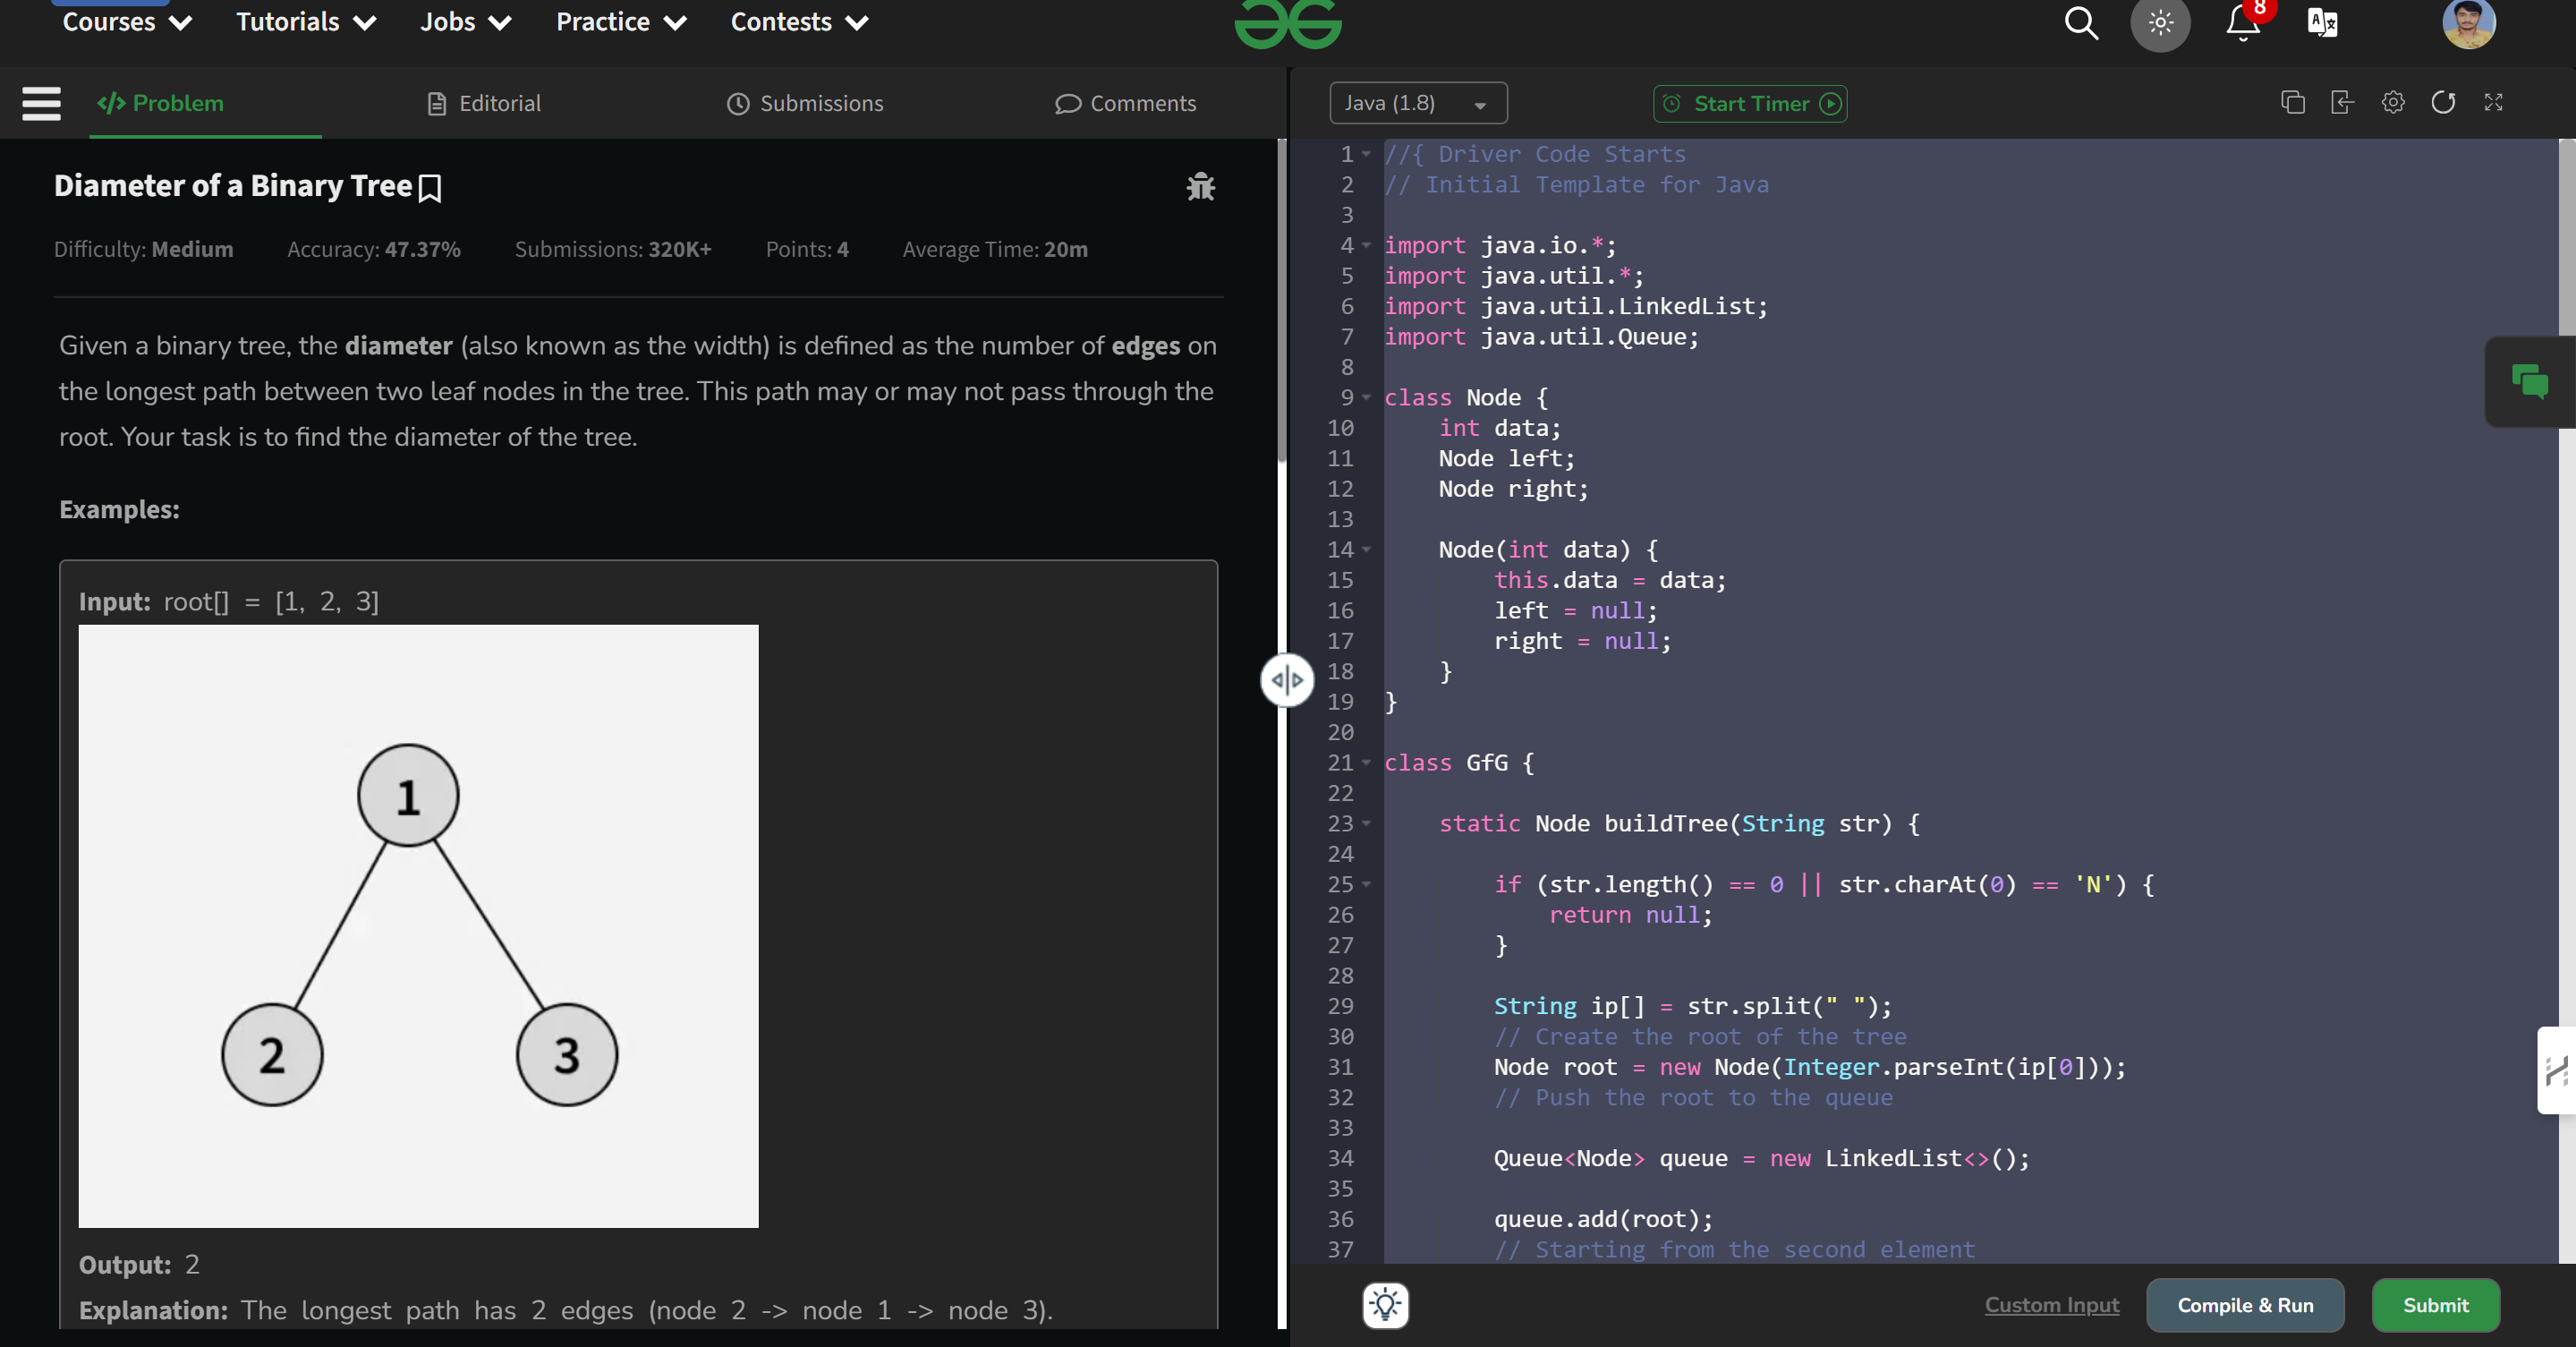 Courses Tutorials Jobs Practice Contests
8
Problem Editorial Submissions Comments
Diameter of a Binary Tree
Difficulty: Medium Accuracy: 47.37% Submissions: 320K+ Points: 4 Average Time: 20m
Given a binary tree, the diameter (also known as the width) is defined as the number of edges on
the longest path between two leaf nodes in the tree. This path may or may not pass through the
root. Your task is to find the diameter of the tree.
Examples:
Input: root[] = [1, 2, 3]
1
2 3
Output: 2
Explanation: The longest path has 2 edges (node 2 -> node 1 -> node 3).
Java (1.8) Start Timer
1 //{ Driver Code Starts
2 // Initial Template for Java
3
4 import java.io.*;
5 import java.util.*;
6 import java.util.LinkedList;
7 import java.util.Queue;
8
9 class Node {
10 int data;
11 Node left;
12 Node right;
13
14 Node(int data) {
15 this.data = data;
16 left = null;
17 right = null;
18 }
19 }
20
21 class GfG {
22
23 static Node buildTree(String str) {
24
25 if (str.length() == 0 || str.charAt(0) == 'N') {
26 return null;
27 }
28
29 String ip[] = str.split(" ");
30 // Create the root of the tree
31 Node root = new Node(Integer.parseInt(ip[0]));
32 // Push the root to the queue
33
34 Queue<Node> queue = new LinkedList<>();
35
36 queue.add(root);
37 // Starting from the second element
Custom Input Compile & Run Submit